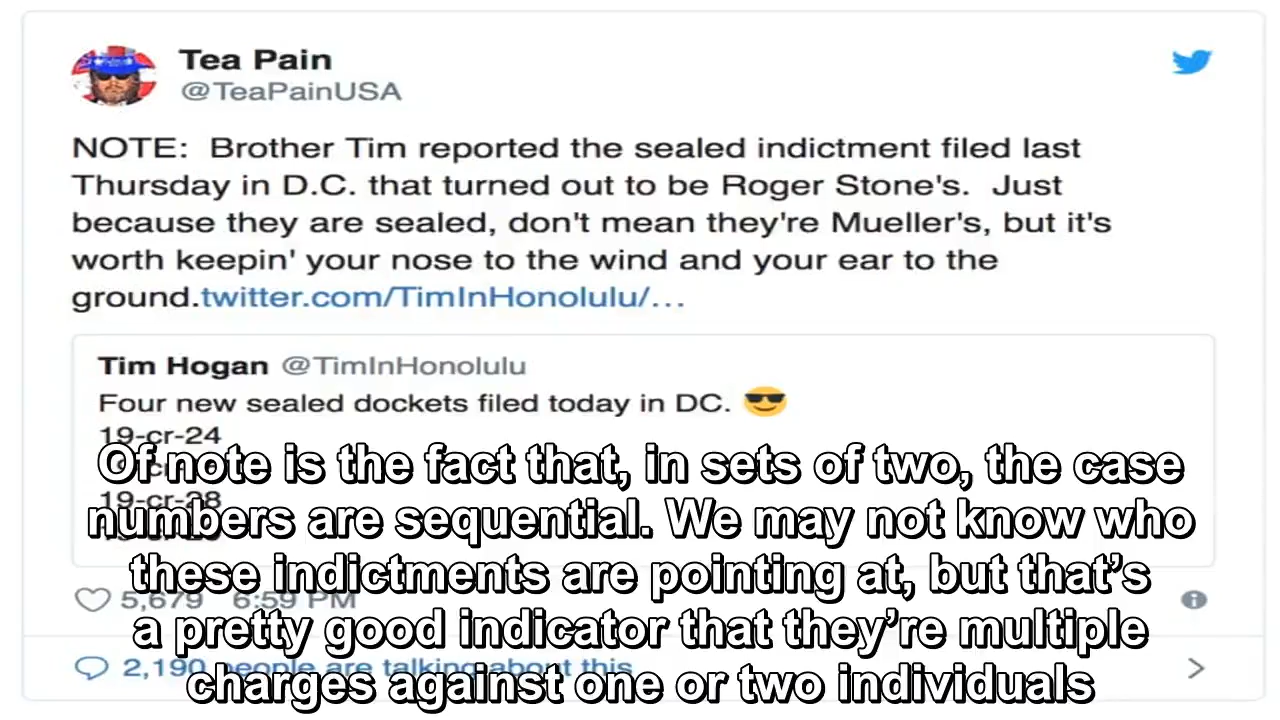 Tea Pain
@TeaPainUSA
NOTE:  Brother Tim reported the sealed indictment filed last
Thursday in D.C. that turned out to be Roger Stone's.  Just
because they are sealed, don't mean they're Mueller's, but it's
worth keepin' your nose to the wind and your ear to the
ground.twitter.com/TimInHonolulu/…
Tim Hogan @TimInHonolulu
Four new sealed dockets filed today in DC. 😎
19-cr-24
19-cr-28
5,679 6:59 PM
2,190 people are talking about this
Of note is the fact that, in sets of two, the case
numbers are sequential. We may not know who
these indictments are pointing at, but that’s
a pretty good indicator that they’re multiple
charges against one or two individuals